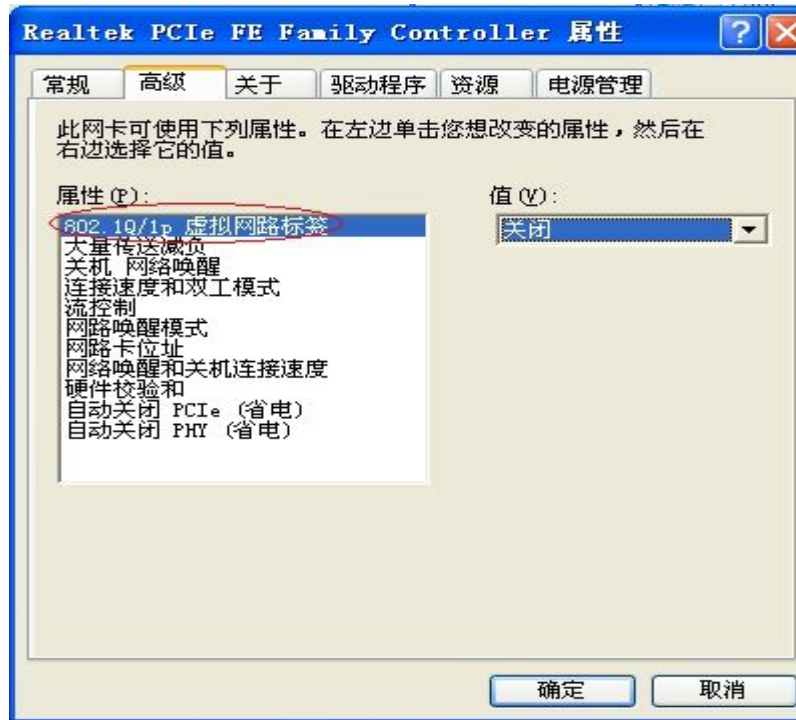 Realtek PCIe FE Family Controller 属性
常规 高级 关于 驱动程序 资源 电源管理
此网卡可使用下列属性。在左边单击您想改变的属性，然后在
右边选择它的值。
属性(P): 值(V):
802.1Q/1p 虚拟网路标签 关闭
大量传送减负
关机 网络唤醒
连接速度和双工模式
流控制
网路唤醒模式
网路卡位址
网络唤醒和关机连接速度
硬件校验和
自动关闭 PCIe (省电)
自动关闭 PHY (省电)
确定 取消